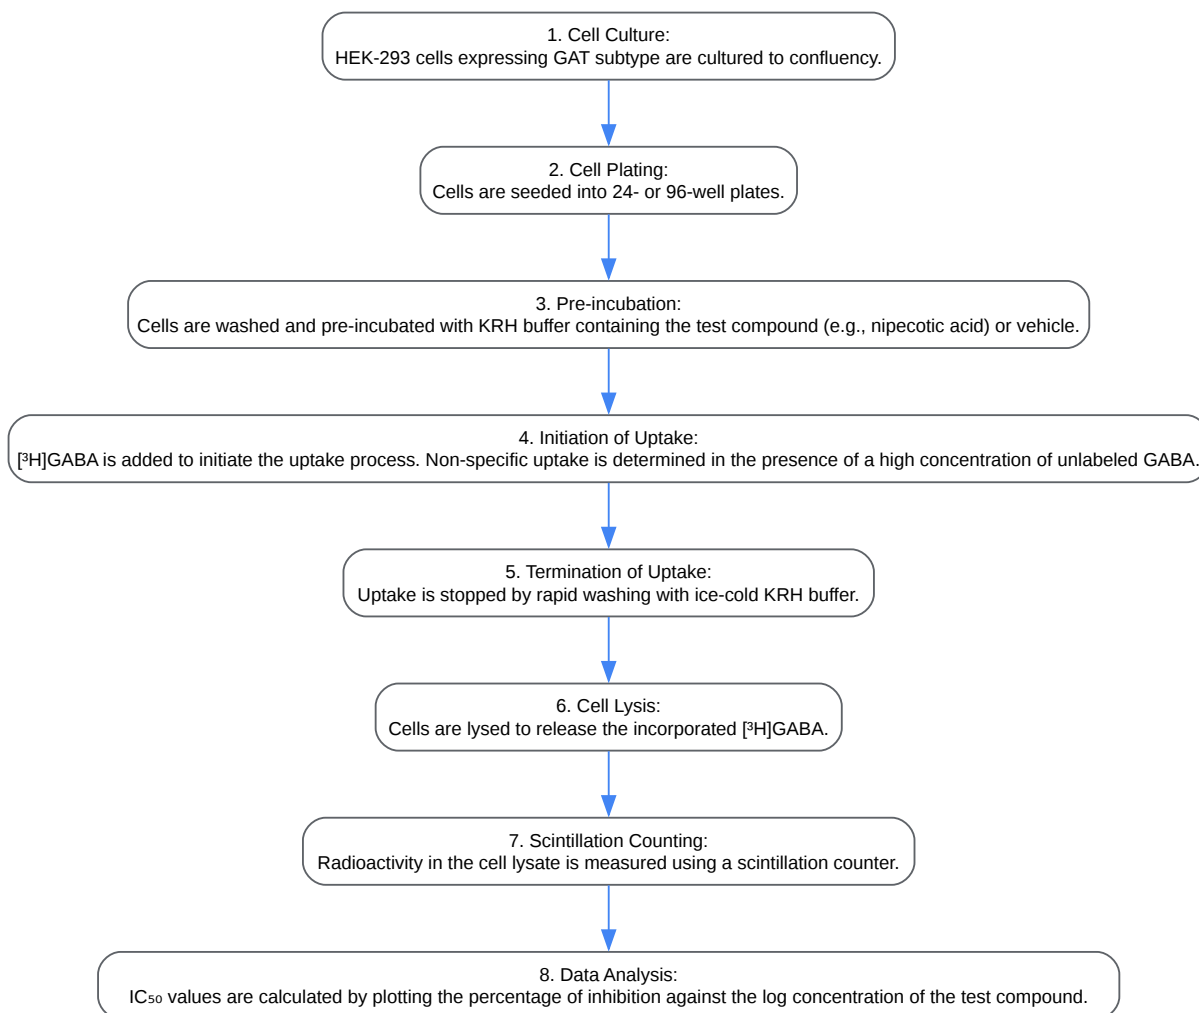 1. Cell Culture:
HEK-293 cells expressing GAT subtype are cultured to confluency.
2. Cell Plating:
Cells are seeded into 24- or 96-well plates.
3. Pre-incubation:
Cells are washed and pre-incubated with KRH buffer containing the test compound (e.g., nipecotic acid) or vehicle.
4. Initiation of Uptake:
[³H]GABA is added to initiate the uptake process. Non-specific uptake is determined in the presence of a high concentration of unlabeled GABA.
5. Termination of Uptake:
Uptake is stopped by rapid washing with ice-cold KRH buffer.
6. Cell Lysis:
Cells are lysed to release the incorporated [³H]GABA.
7. Scintillation Counting:
Radioactivity in the cell lysate is measured using a scintillation counter.
8. Data Analysis:
IC₅₀ values are calculated by plotting the percentage of inhibition against the log concentration of the test compound.